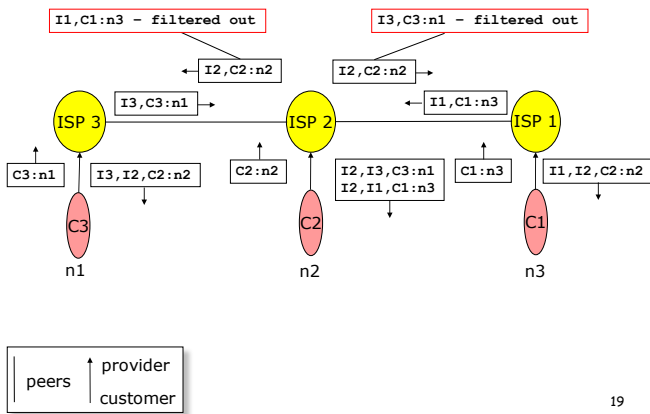 I1,C1:n3 – filtered out
I3,C3:n1 – filtered out
I2,C2:n2
I2,C2:n2
I3,C3:n1
I1,C1:n3
ISP 3
ISP 2
ISP 1
C3:n1
I3,I2,C2:n2
C2:n2
I2,I3,C3:n1
I2,I1,C1:n3
C1:n3
I1,I2,C2:n2
C3
C2
C1
n1
n2
n3
peers
provider
customer
19